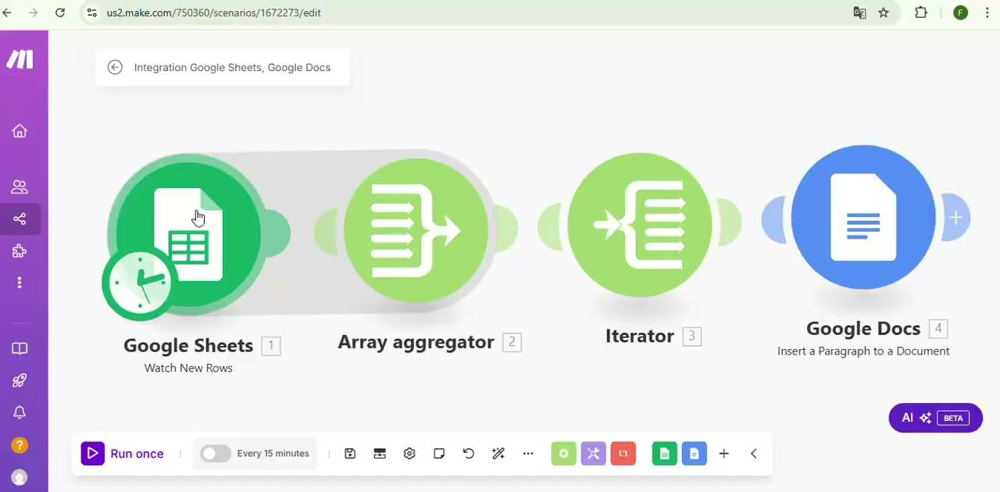 us2.make.com/750360/scenarios/1672273/edit
F
Integration Google Sheets, Google Docs
Google Sheets 1
Watch New Rows
Array aggregator 2
Iterator 3
Google Docs 4
Insert a Paragraph to a Document
AI BETA
Run once
Every 15 minutes
?